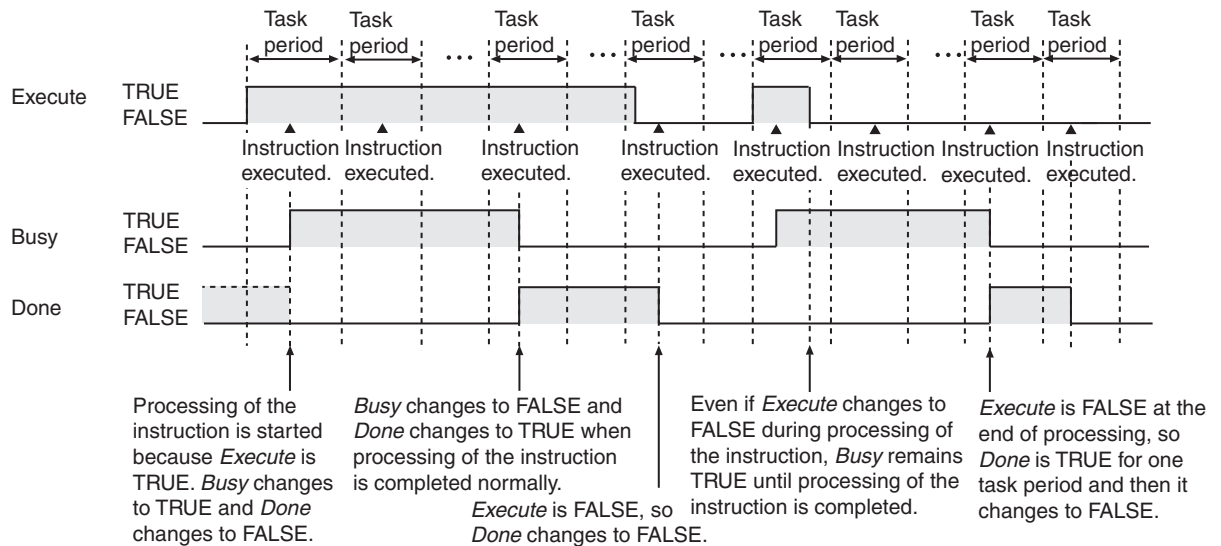 Task period Task period Task period Task period Task period Task period Task period Task period
... ... ... ...
Execute
TRUE
FALSE
Instruction executed. Instruction executed. Instruction executed. Instruction executed. Instruction executed. Instruction executed. Instruction executed. Instruction executed.
Busy
TRUE
FALSE
Done
TRUE
FALSE
Processing of the
instruction is started
because Execute is
TRUE. Busy changes
to TRUE and Done
changes to FALSE.
Busy changes to FALSE and
Done changes to TRUE when
processing of the instruction
is completed normally.
Execute is FALSE, so
Done changes to FALSE.
Even if Execute changes to
FALSE during processing of
the instruction, Busy remains
TRUE until processing of the
instruction is completed.
Execute is FALSE at the
end of processing, so
Done is TRUE for one
task period and then it
changes to FALSE.